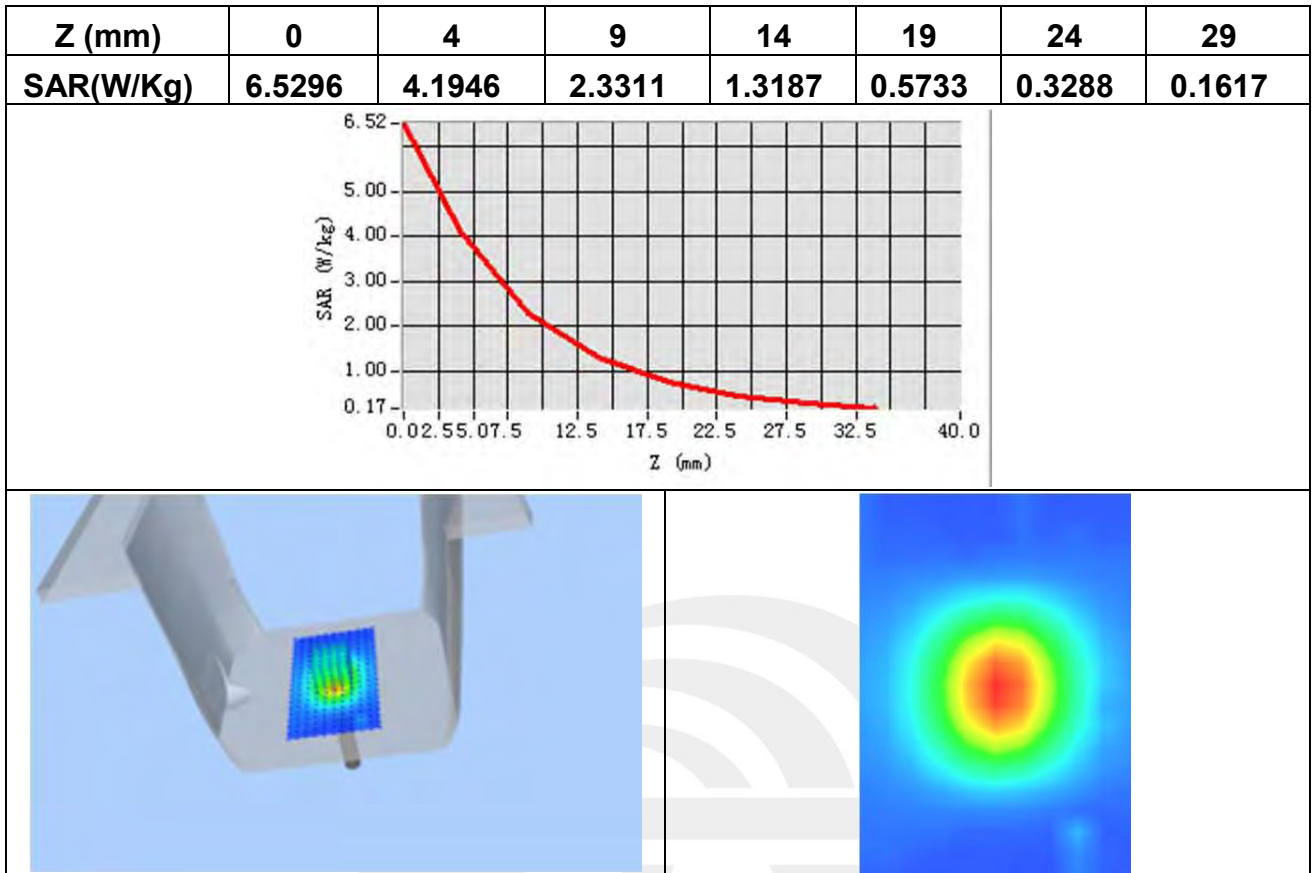 Z (mm) 0 4 9 14 19 24 29
SAR(W/Kg) 6.5296 4.1946 2.3311 1.3187 0.5733 0.3288 0.1617
6.52
5.00
4.00
3.00
2.00
1.00
0.17
SAR (W/kg)
0.0 2.5 5.0 7.5 12.5 17.5 22.5 27.5 32.5 40.0
Z (mm)